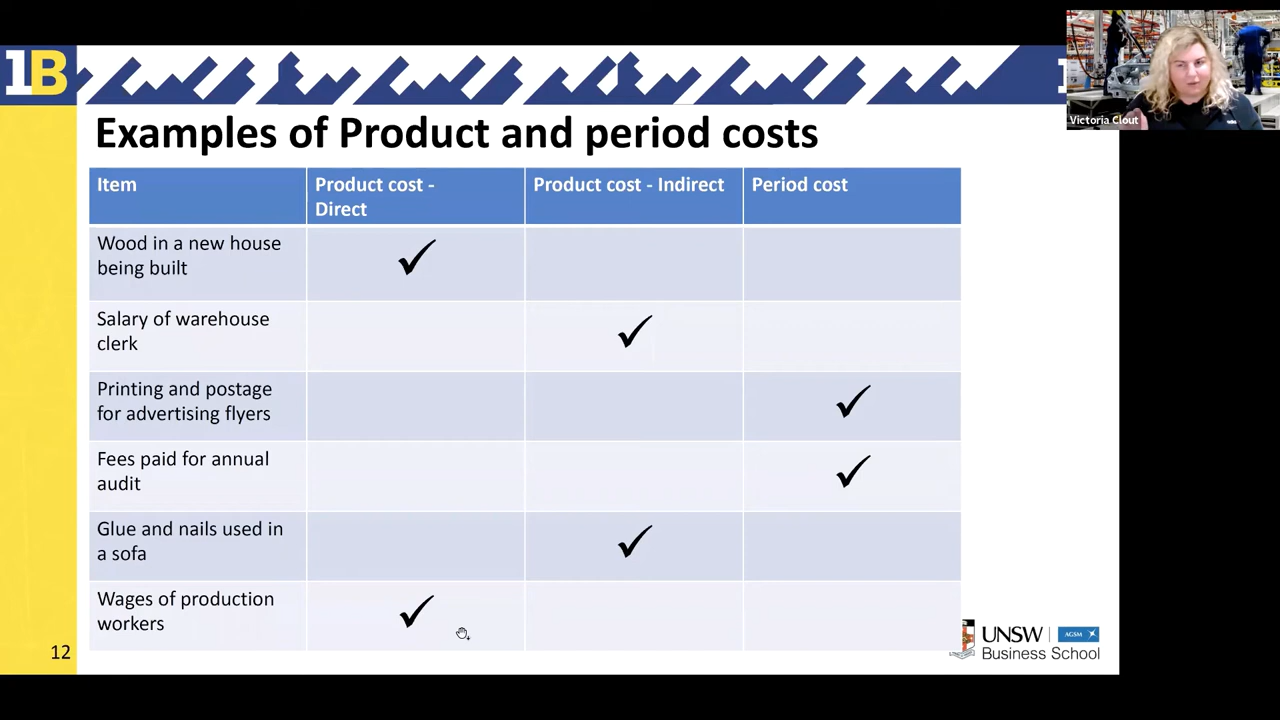 1B
Victoria Clout
Examples of Product and period costs
Item
Product cost -
Direct
Product cost - Indirect
Period cost
Wood in a new house
being built
✓
Salary of warehouse
clerk
✓
Printing and postage
for advertising flyers
✓
Fees paid for annual
audit
✓
Glue and nails used in
a sofa
✓
Wages of production
workers
✓
12
UNSW
AGSM
Business School